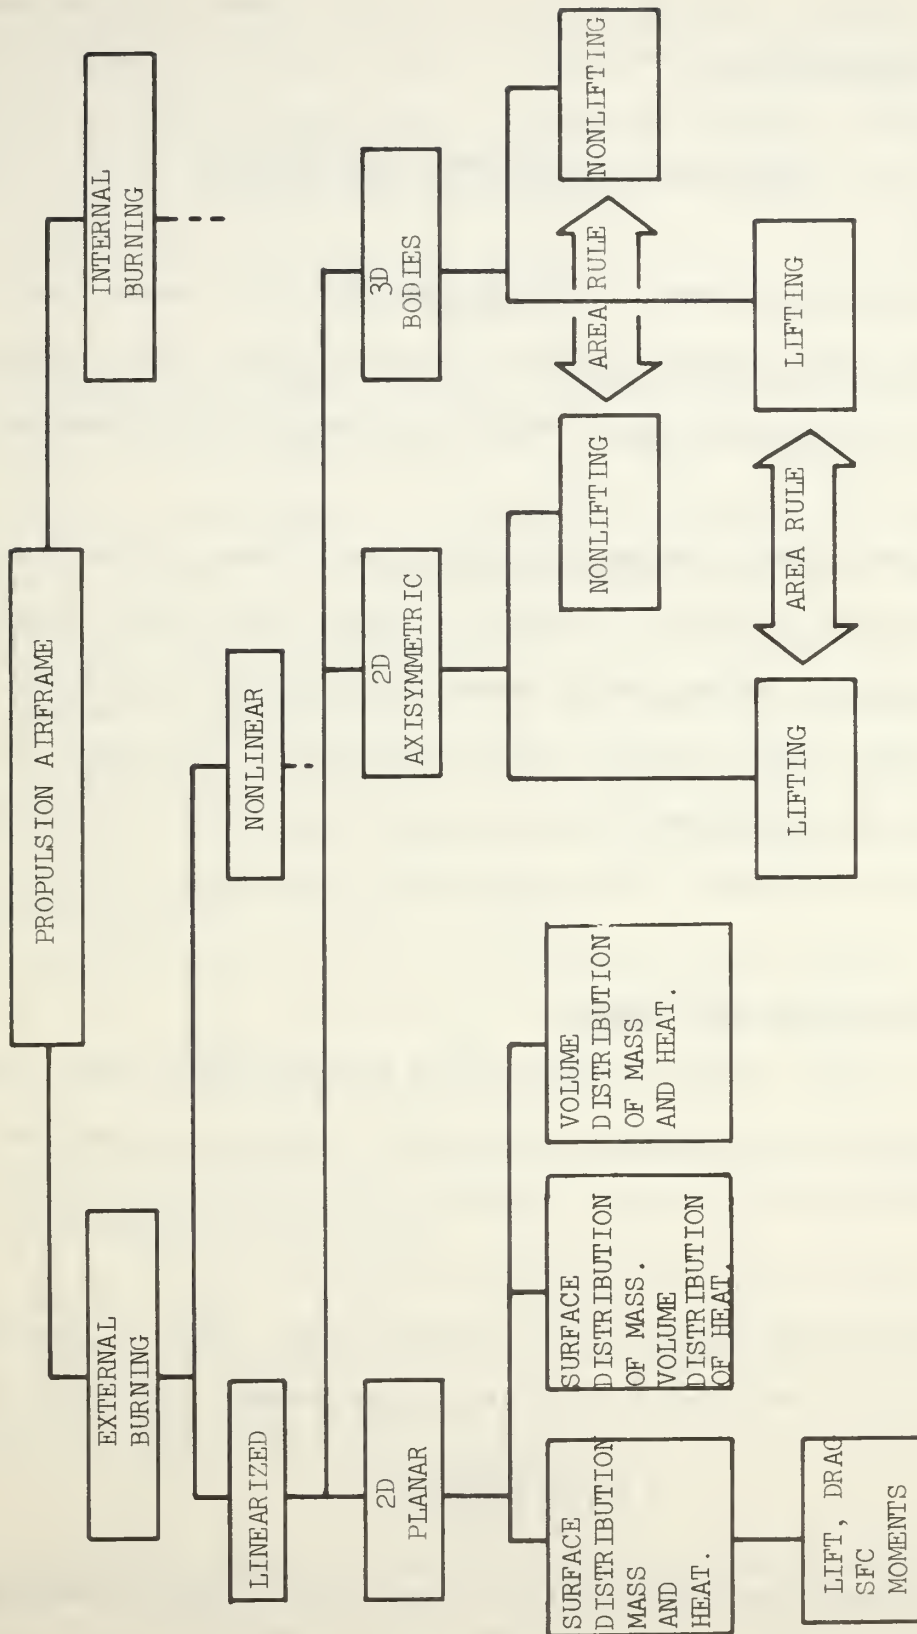 PROPULSION AIRFRAME
EXTERNAL
BURNING
INTERNAL
BURNING
LINEARIZED
NONLINEAR
2D
PLANAR
2D
AXISYMMETRIC
3D
BODIES
SURFACE
DISTRIBUTION
MASS
AND
HEAT.
SURFACE
DISTRIBUTION
OF MASS.
VOLUME
DISTRIBUTION
OF HEAT.
VOLUME
DISTRIBUTION
OF MASS
AND HEAT.
NONLIFTING
AREA RULE
NONLIFTING
LIFTING
AREA RULE
LIFTING
LIFT, DRAG
SFC
MOMENTS